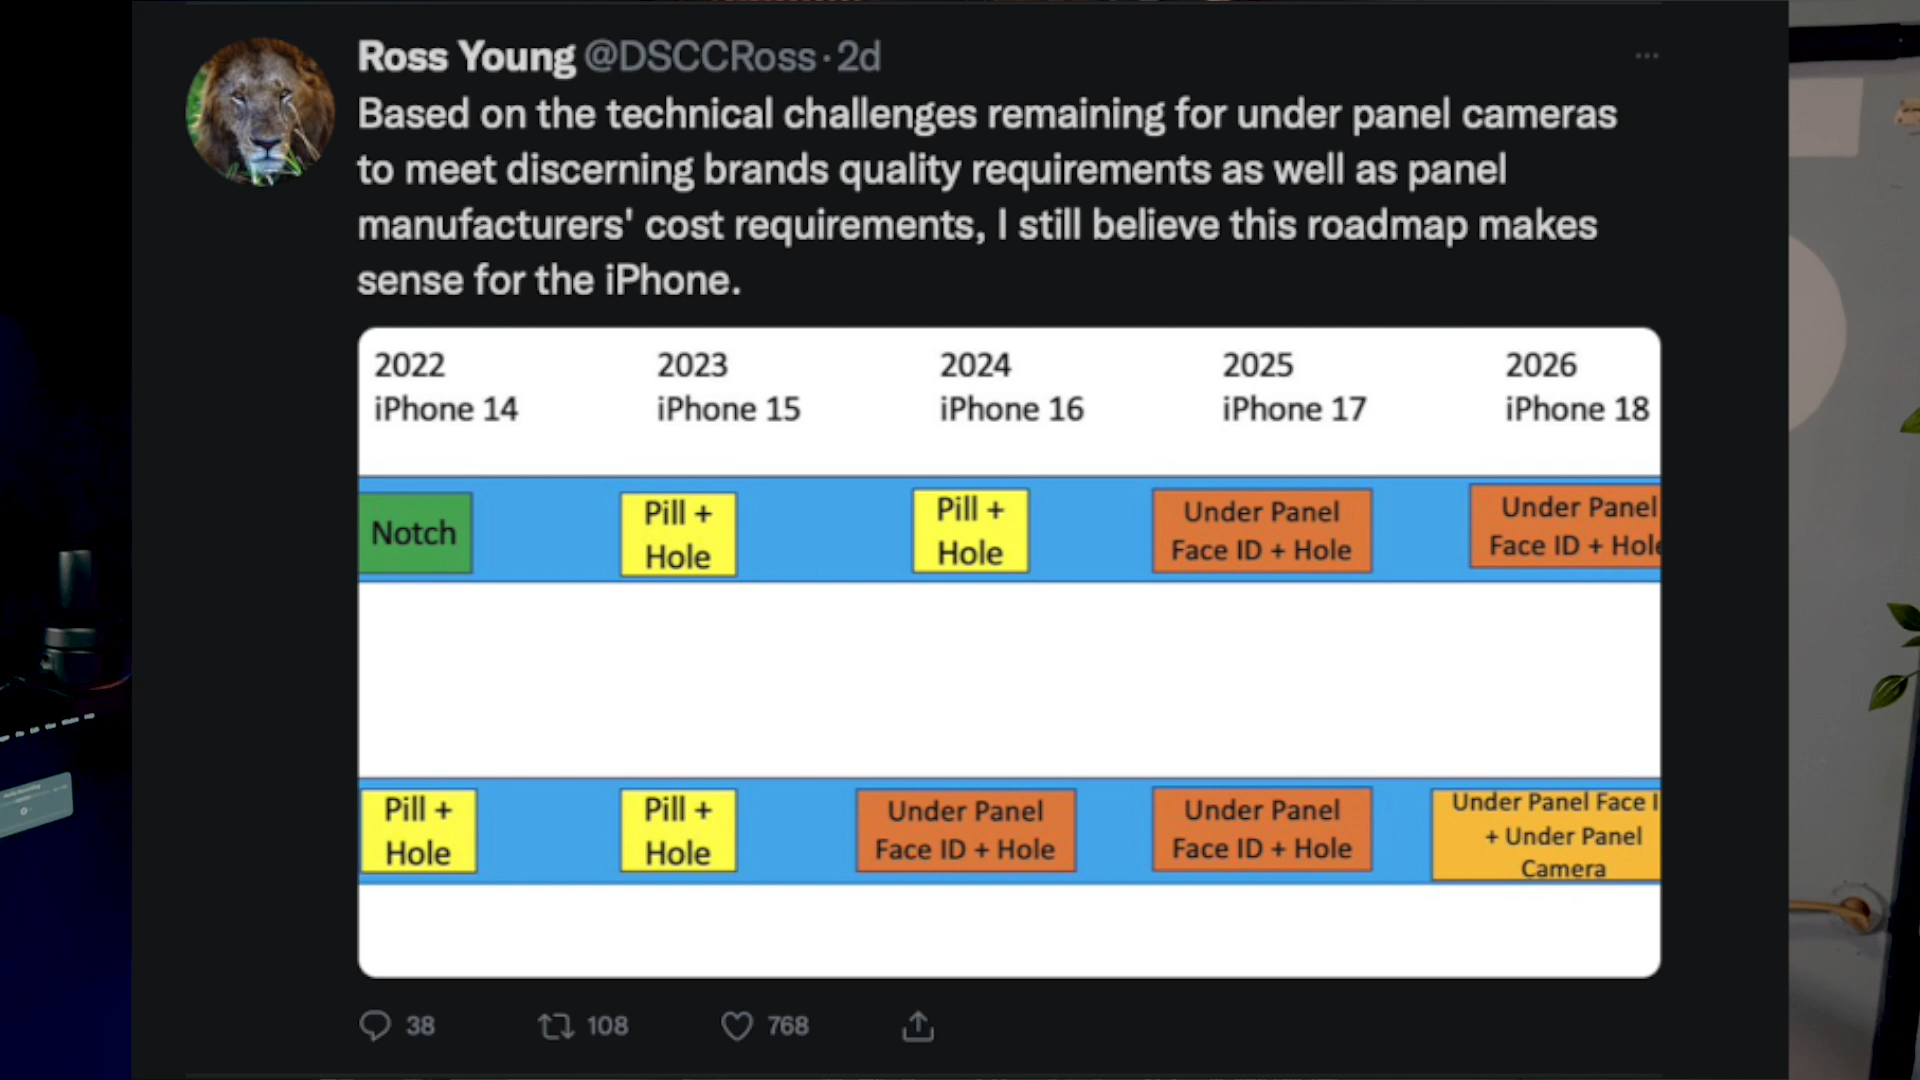 Ross Young @DSCCRoss · 2d
Based on the technical challenges remaining for under panel cameras
to meet discerning brands quality requirements as well as panel
manufacturers' cost requirements, I still believe this roadmap makes
sense for the iPhone.
2022
iPhone 14
2023
iPhone 15
2024
iPhone 16
2025
iPhone 17
2026
iPhone 18
Notch
Pill +
Hole
Pill +
Hole
Under Panel
Face ID + Hole
Under Panel
Face ID + Hole
Pill +
Hole
Pill +
Hole
Under Panel
Face ID + Hole
Under Panel
Face ID + Hole
Under Panel Face I
+ Under Panel
Camera
38
108
768